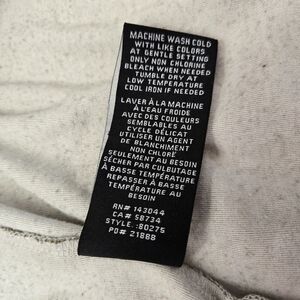 MACHINE WASH COLD
WITH LIKE COLORS
AT GENTLE SETTING
ONLY NON CHLORINE
BLEACH WHEN NEEDED
TUMBLE DRY AT
LOW TEMPERATURE
COOL IRON IF NEEDED
LAVER À LA MACHINE
À L'EAU FROIDE
AVEC DES COULEURS
SEMBLABLES AU
CYCLE DÉLICAT
UTILISER UN AGENT
DE BLANCHIMENT
NON CHLORÉ
SEULEMENT AU BESOIN
SÉCHER PAR CULBUTAGE
À BASSE TEMPÉRATURE
REPASSER À BASSE
TEMPÉRATURE AU
BESOIN
RN# 143044
CA# 58734
STYLE :80275
PO# 21888